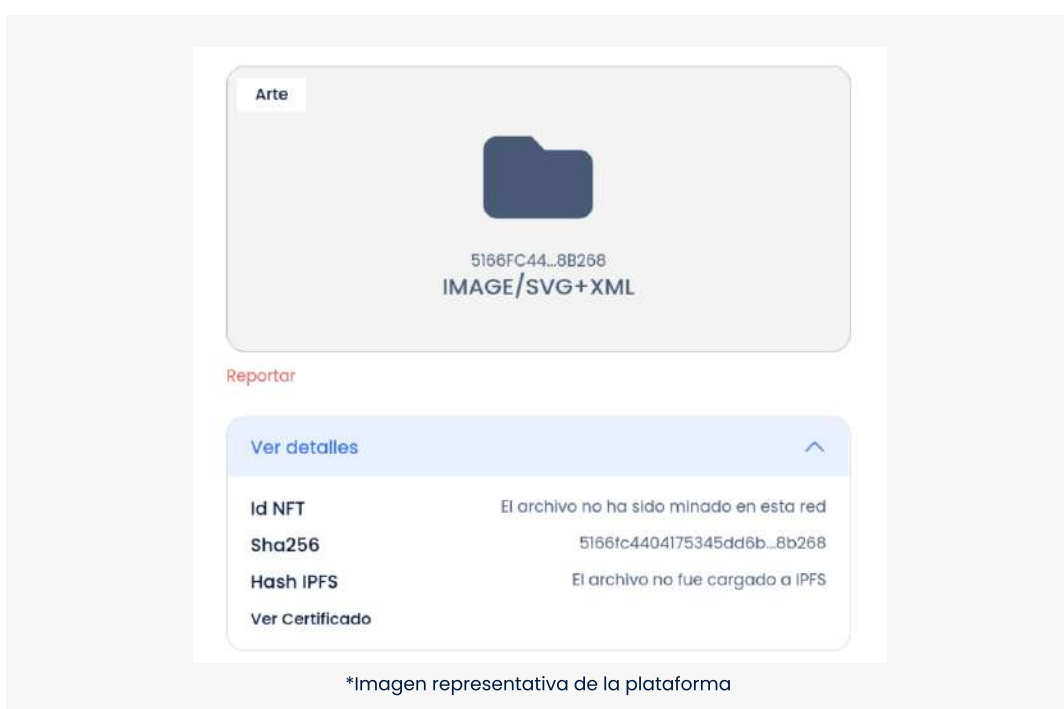 Arte
5166FC44...8B268
IMAGE/SVG+XML
Reportar
Ver detalles
Id NFT El archivo no ha sido minado en esta red
Sha256 5166fc4404175345dd6b...8b268
Hash IPFS El archivo no fue cargado a IPFS
Ver Certificado
*Imagen representativa de la plataforma